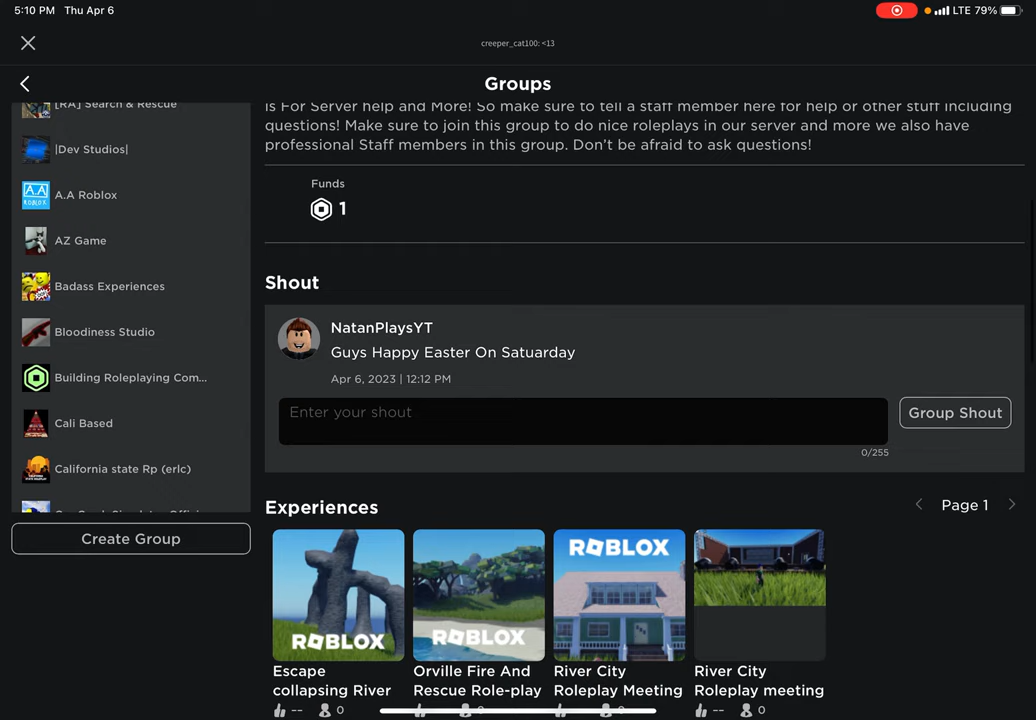 5:10 PM Thu Apr 6
LTE 79%
creeper_cat100: <13
Groups
[RA] Search & Rescue
|Dev Studios|
A.A Roblox
AZ Game
Badass Experiences
Bloodiness Studio
Building Roleplaying Com...
Cali Based
California state Rp (erlc)
Create Group
is For Server help and More! So make sure to tell a staff member here for help or other stuff including
questions! Make sure to join this group to do nice roleplays in our server and more we also have
professional Staff members in this group. Don't be afraid to ask questions!
Funds
1
Shout
NatanPlaysYT
Guys Happy Easter On Satuarday
Apr 6, 2023 | 12:12 PM
Enter your shout
Group Shout
0/255
Experiences
Page 1
ROBLOX
ROBLOX
ROBLOX
Escape
collapsing River
-- 0
Orville Fire And
Rescue Role-play
River City
Roleplay Meeting
River City
Roleplay meeting
-- 0